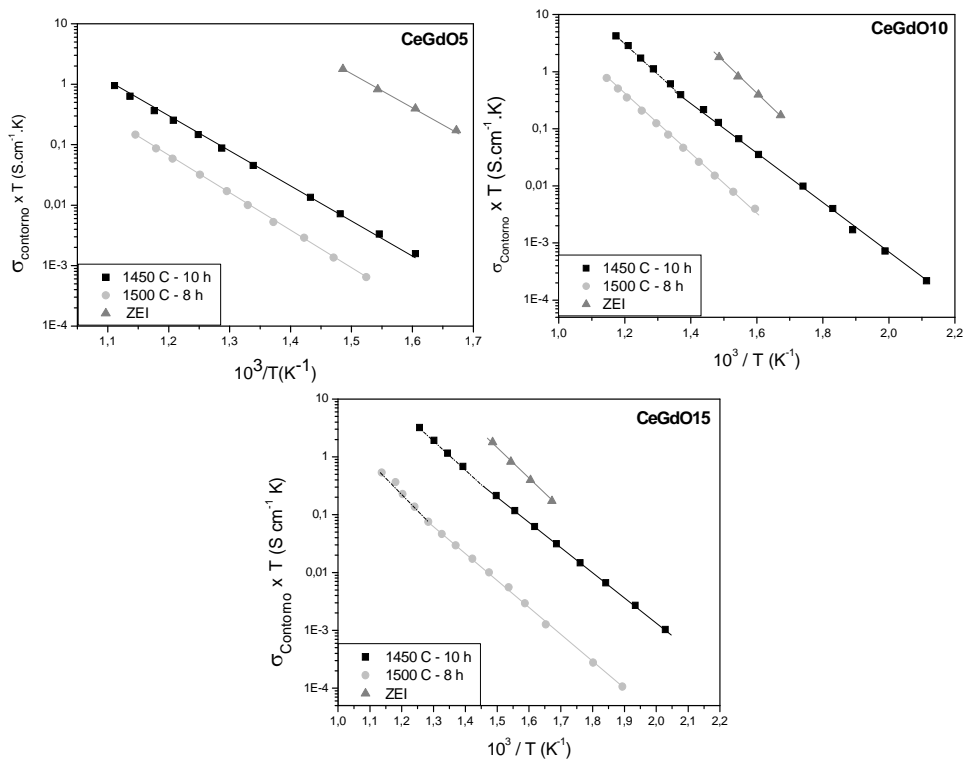 CeGdO5
σcontorno x T (S.cm⁻¹.K)
10
1
0,1
0,01
1E-3
1E-4
1450 C - 10 h
1500 C - 8 h
ZEI
1,1 1,2 1,3 1,4 1,5 1,6 1,7
10³/T(K⁻¹)
CeGdO10
σContorno x T (S.cm⁻¹.K)
10
1
0,1
0,01
1E-3
1E-4
1450 C - 10 h
1500 C - 8 h
ZEI
1,0 1,2 1,4 1,6 1,8 2,0 2,2
10³ / T (K⁻¹)
CeGdO15
σContorno x T (S cm⁻¹ K)
10
1
0,1
0,01
1E-3
1E-4
1450 C - 10 h
1500 C - 8 h
ZEI
1,0 1,1 1,2 1,3 1,4 1,5 1,6 1,7 1,8 1,9 2,0 2,1 2,2
10³ / T (K⁻¹)